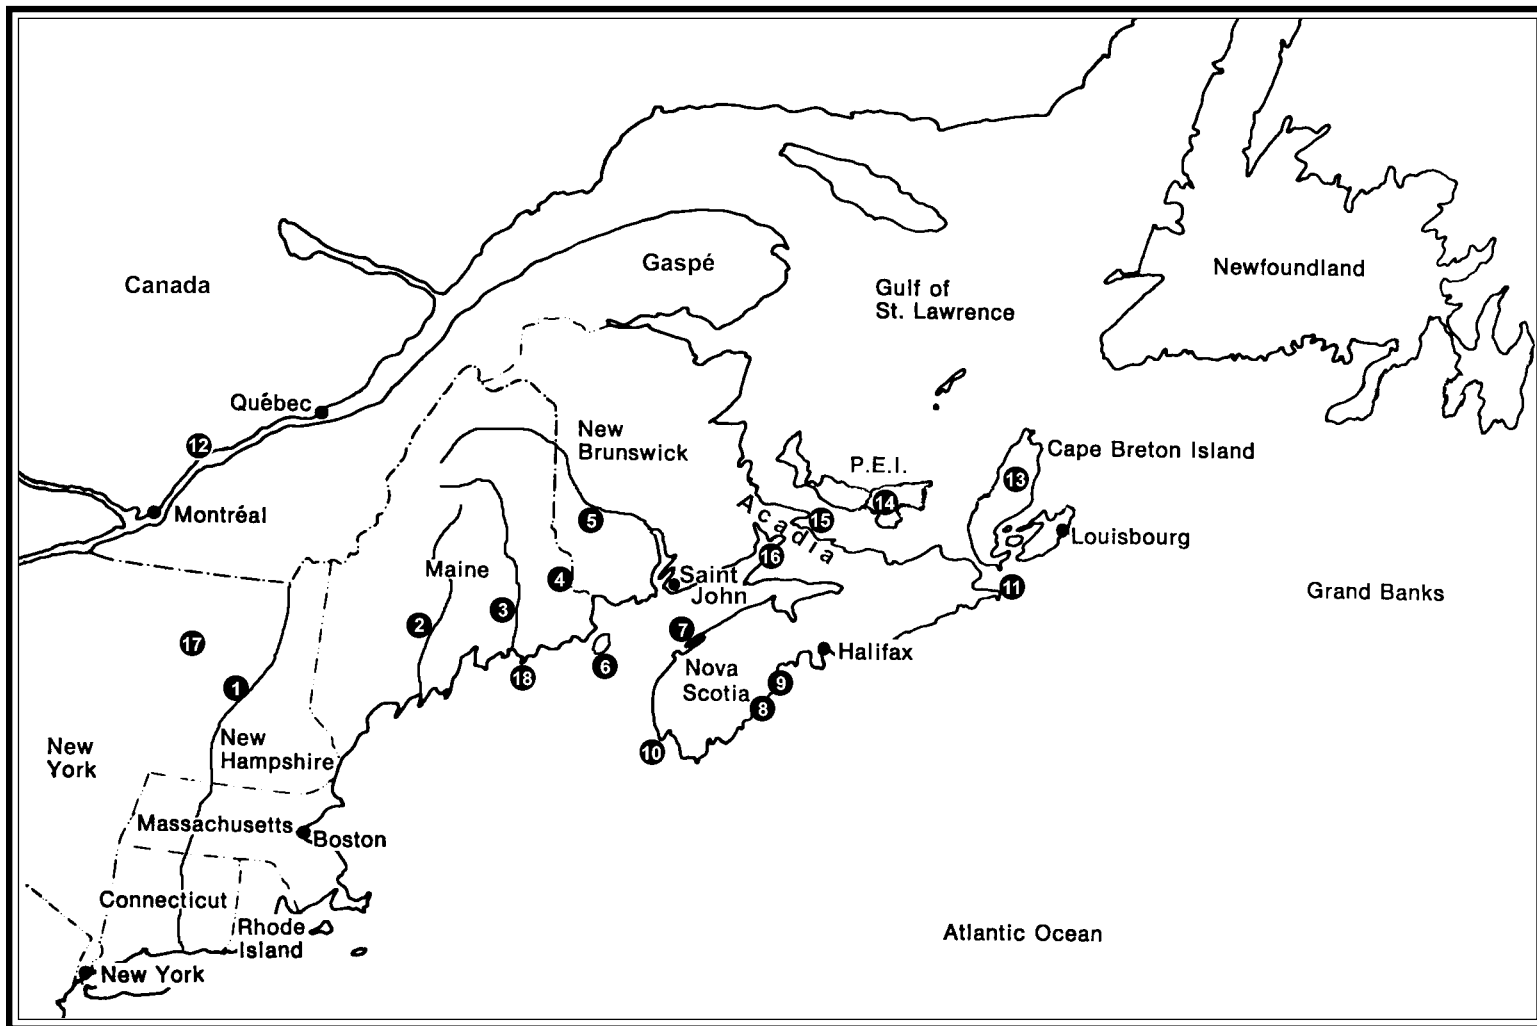 Canada
Gaspé
Gulf of
St. Lawrence
Newfoundland
Québec
12
New
Brunswick
P.E.I.
Cape Breton Island
13
14
Montréal
5
Acadia
15
Louisbourg
16
Maine
4
Saint
John
11
Grand Banks
3
2
7
17
Halifax
6
Nova
Scotia
18
9
1
8
New
York
New
Hampshire
10
Massachusetts
Boston
Connecticut
Rhode
Island
Atlantic Ocean
New York